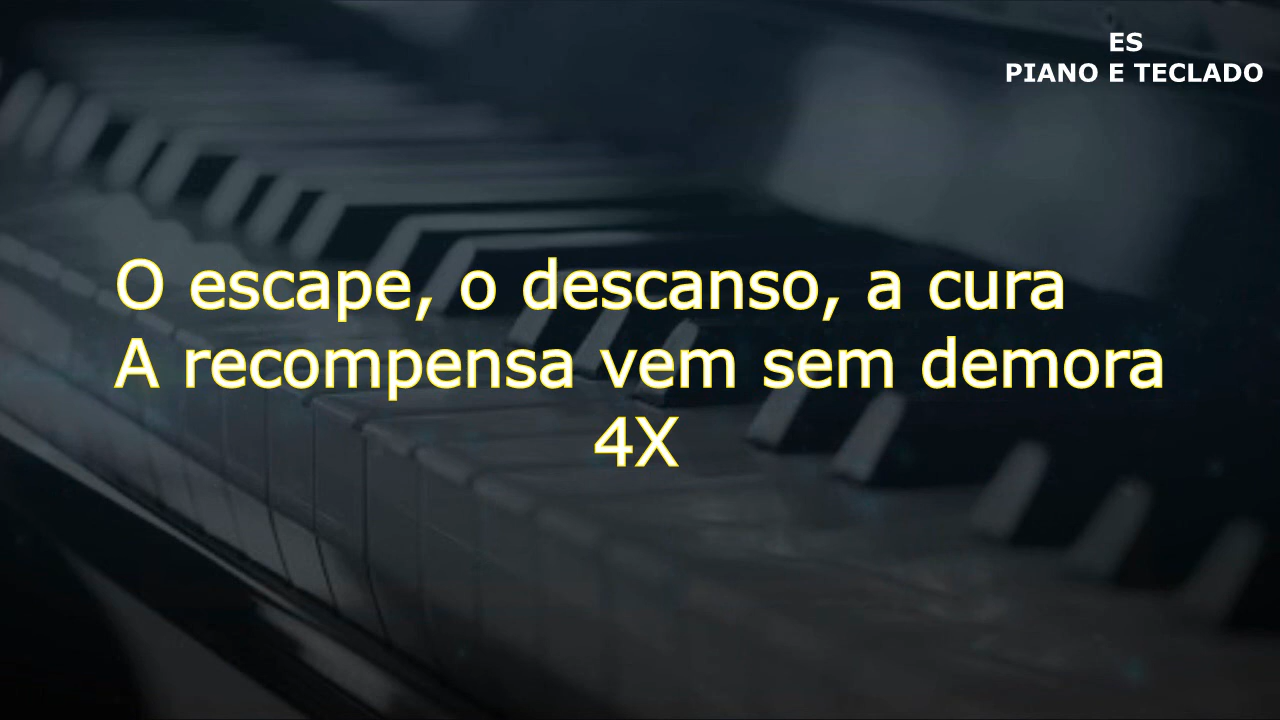 ES
PIANO E TECLADO
O escape, o descanso, a cura
A recompensa vem sem demora
4X